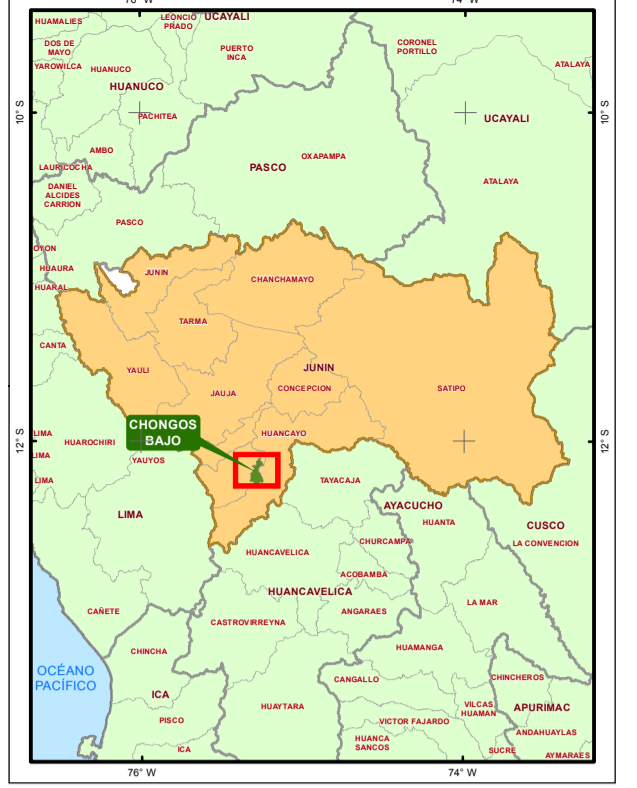 76° W
74° W
HUAMALIES
LEONCIO
PRADO
UCAYALI
DOS DE
MAYO
PUERTO
INCA
CORONEL
PORTILLO
YAROWILCA
HUANUCO
ATALAYA
HUANUCO
10° S
10° S
PACHITEA
UCAYALI
AMBO
OXAPAMPA
LAURICOCHA
PASCO
ATALAYA
DANIEL
ALCIDES
CARRION
PASCO
OYON
HUAURA
JUNIN
CHANCHAMAYO
HUARAL
TARMA
CANTA
YAULI
JUNIN
JAUJA
CONCEPCION
SATIPO
CHONGOS
BAJO
LIMA
HUAROCHIRI
HUANCAYO
12° S
12° S
LIMA
YAUYOS
LIMA
TAYACAJA
LIMA
AYACUCHO
HUANTA
CUSCO
CHURCAMPA
LA CONVENCION
HUANCAVELICA
ACOBAMBA
HUANCAVELICA
LA MAR
CAÑETE
ANGARAES
CASTROVIRREYNA
CHINCHA
HUAMANGA
OCÉANO
PACÍFICO
CANGALLO
CHINCHEROS
ICA
HUAYTARA
VILCAS
HUAMAN
APURIMAC
PISCO
VICTOR FAJARDO
ANDAHUAYLAS
ICA
HUANCA
SANCOS
SUCRE
AYMARAES
76° W
74° W